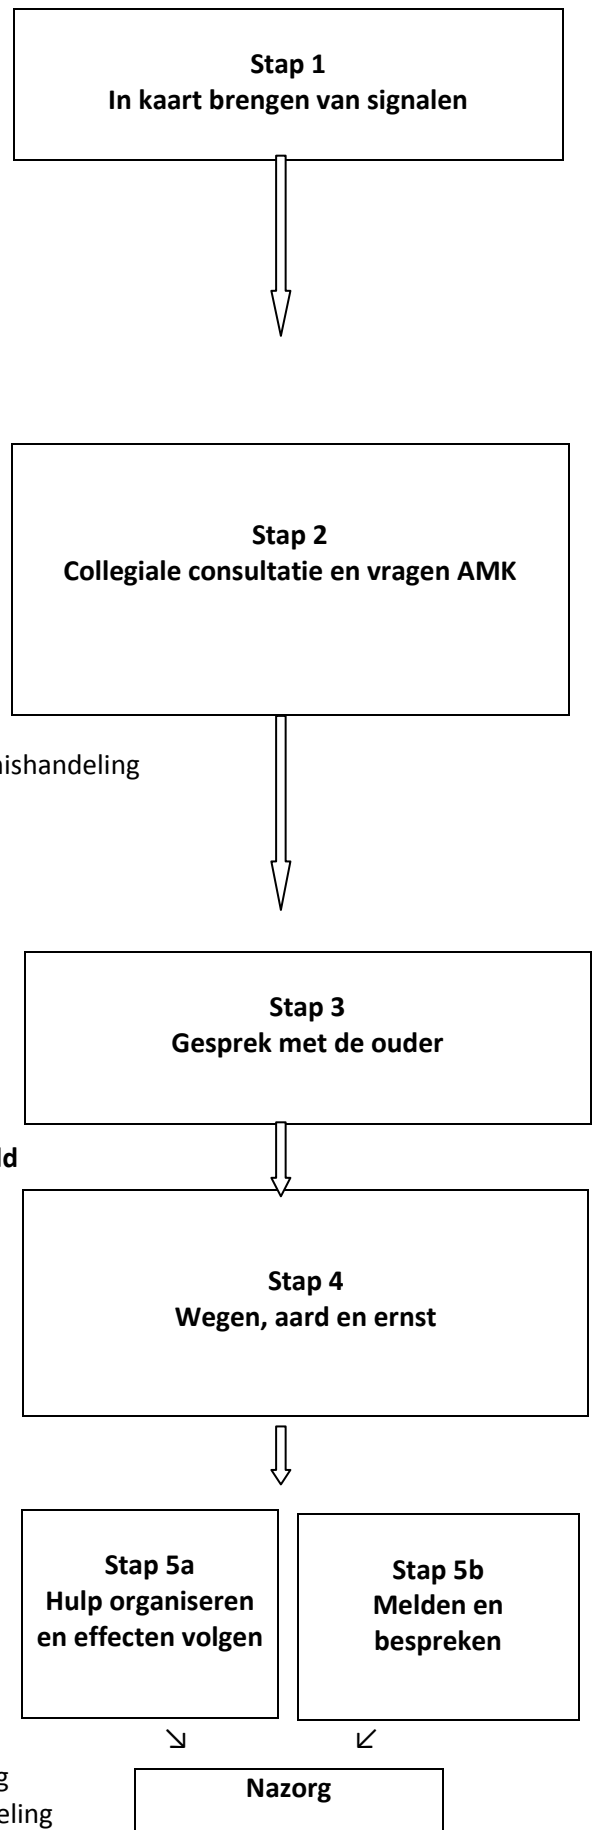 Stap 1
In kaart brengen van signalen
Stap 2
Collegiale consultatie en vragen AMK
ishandeling
Stap 3
Gesprek met de ouder
ld
Stap 4
Wegen, aard en ernst
Stap 5a
Hulp organiseren
en effecten volgen
Stap 5b
Melden en
bespreken
g
eling
Nazorg